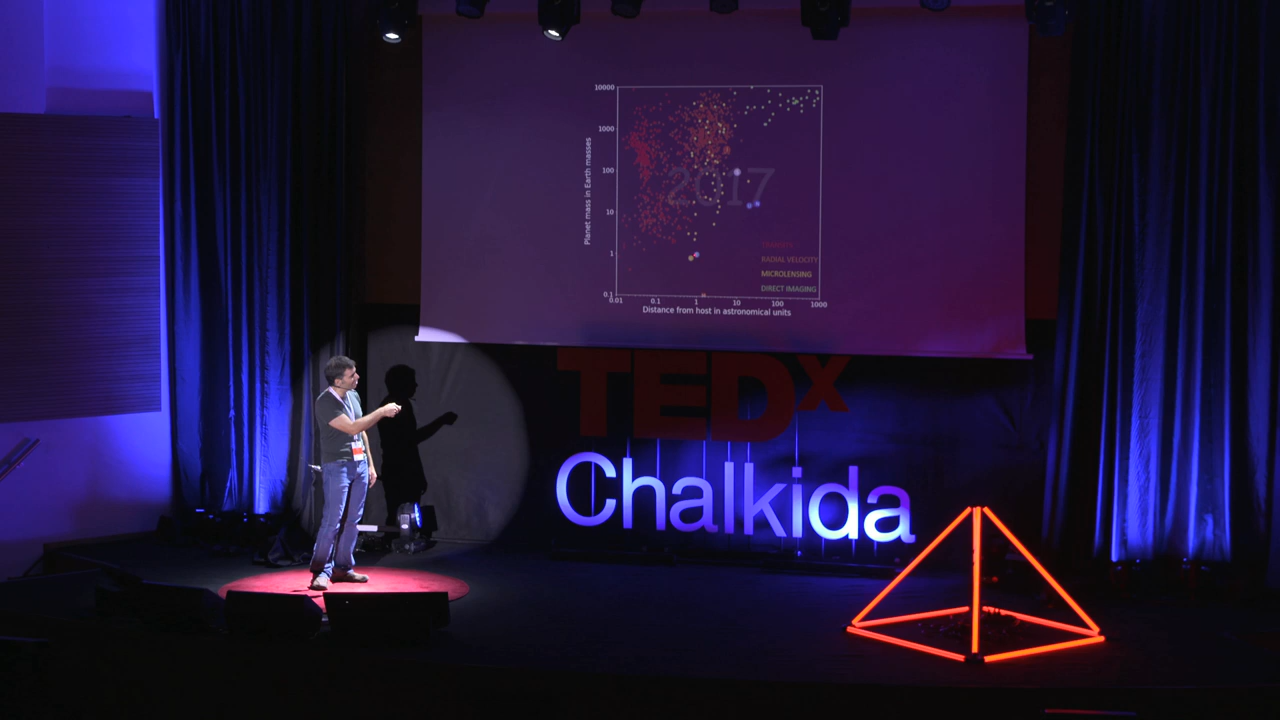 10000
1000
100
10
1
0.1
Planet mass in Earth masses
2017
TRANSIT
RADIAL VELOCITY
MICROLENSING
DIRECT IMAGING
0.01 0.1 1 10 100 1000
Distance from host in astronomical units
TEDx
Chalkida